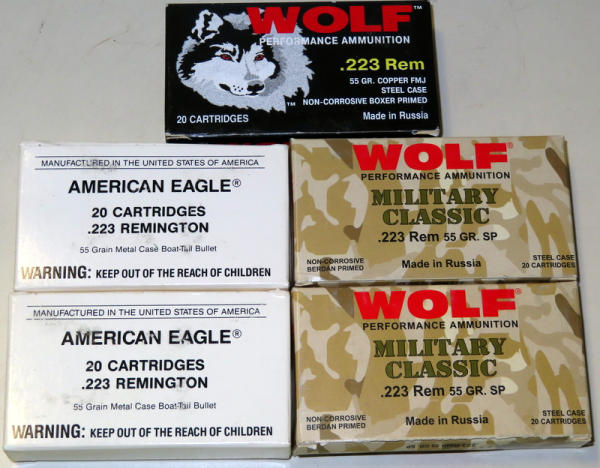 WOLF™
PERFORMANCE AMMUNITION
.223 Rem
55 GR. COPPER FMJ
STEEL CASE
™ NON-CORROSIVE BOXER PRIMED
20 CARTRIDGES
Made in Russia
MANUFACTURED IN THE UNITED STATES OF AMERICA
AMERICAN EAGLE®
20 CARTRIDGES
.223 REMINGTON
55 Grain Metal Case Boat-Tail Bullet
WARNING: KEEP OUT OF THE REACH OF CHILDREN
WOLF®
PERFORMANCE AMMUNITION
MILITARY
CLASSIC
.223 Rem 55 GR. SP
NON-CORROSIVE
BERDAN PRIMED
Made in Russia
STEEL CASE
20 CARTRIDGES
MANUFACTURED IN THE UNITED STATES OF AMERICA
AMERICAN EAGLE®
20 CARTRIDGES
.223 REMINGTON
55 Grain Metal Case Boat-Tail Bullet
WARNING: KEEP OUT OF THE REACH OF CHILDREN
WOLF®
PERFORMANCE AMMUNITION
MILITARY
CLASSIC
.223 Rem 55 GR. SP
NON-CORROSIVE
BERDAN PRIMED
Made in Russia
STEEL CASE
20 CARTRIDGES